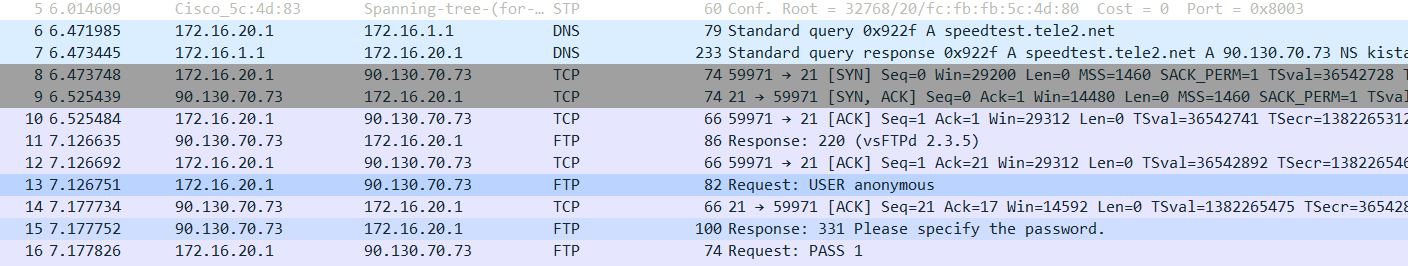 5 6.014609 Cisco_5c:4d:83 Spanning-tree-(for-… STP 60 Conf. Root = 32768/20/fc:fb:fb:5c:4d:80 Cost = 0 Port = 0x8003
6 6.471985 172.16.20.1 172.16.1.1 DNS 79 Standard query 0x922f A speedtest.tele2.net
7 6.473445 172.16.1.1 172.16.20.1 DNS 233 Standard query response 0x922f A speedtest.tele2.net A 90.130.70.73 NS kista
8 6.473748 172.16.20.1 90.130.70.73 TCP 74 59971 → 21 [SYN] Seq=0 Win=29200 Len=0 MSS=1460 SACK_PERM=1 TSval=36542728 T
9 6.525439 90.130.70.73 172.16.20.1 TCP 74 21 → 59971 [SYN, ACK] Seq=0 Ack=1 Win=14480 Len=0 MSS=1460 SACK_PERM=1 TSval
10 6.525484 172.16.20.1 90.130.70.73 TCP 66 59971 → 21 [ACK] Seq=1 Ack=1 Win=29312 Len=0 TSval=36542741 TSecr=1382265312
11 7.126635 90.130.70.73 172.16.20.1 FTP 86 Response: 220 (vsFTPd 2.3.5)
12 7.126692 172.16.20.1 90.130.70.73 TCP 66 59971 → 21 [ACK] Seq=1 Ack=21 Win=29312 Len=0 TSval=36542892 TSecr=138226546
13 7.126751 172.16.20.1 90.130.70.73 FTP 82 Request: USER anonymous
14 7.177734 90.130.70.73 172.16.20.1 TCP 66 21 → 59971 [ACK] Seq=21 Ack=17 Win=14592 Len=0 TSval=1382265475 TSecr=365428
15 7.177752 90.130.70.73 172.16.20.1 FTP 100 Response: 331 Please specify the password.
16 7.177826 172.16.20.1 90.130.70.73 FTP 74 Request: PASS 1